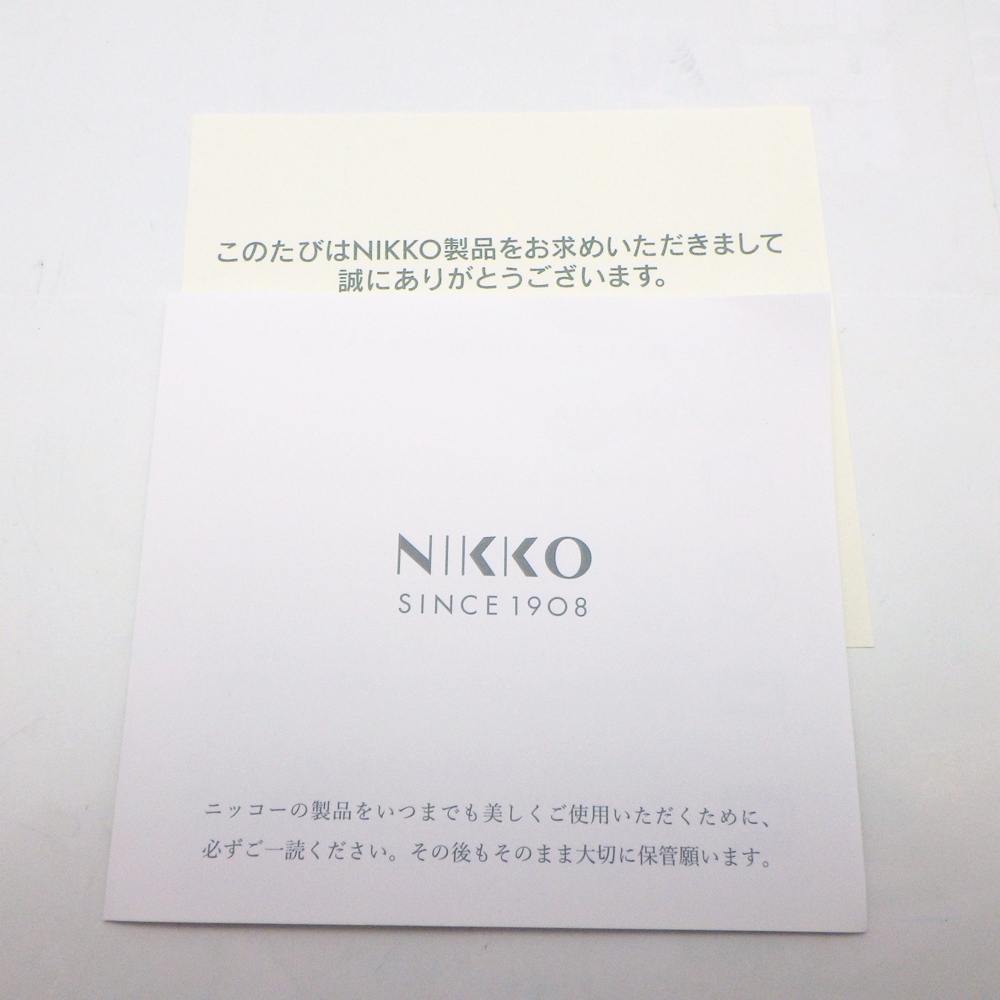 このたびはNIKKO製品をお求めいただきまして
誠にありがとうございます。
NIKKO
SINCE 1908
ニッコーの製品をいつまでも美しくご使用いただくために、
必ずご一読ください。その後もそのまま大切に保管願います。